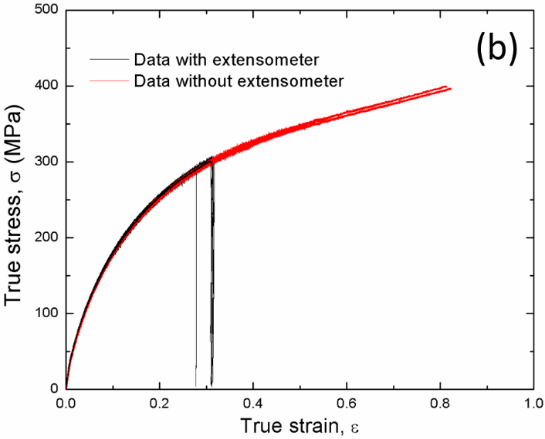 500
400
300
200
100
0
True stress, σ (MPa)
Data with extensometer
Data without extensometer
(b)
0.0 0.2 0.4 0.6 0.8 1.0
True strain, ε